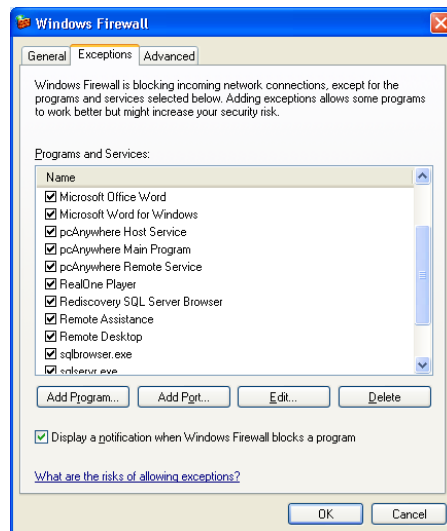 Windows Firewall
General Exceptions Advanced
Windows Firewall is blocking incoming network connections, except for the
programs and services selected below. Adding exceptions allows some programs
to work better but might increase your security risk.
Programs and Services:
Name
Microsoft Office Word
Microsoft Word for Windows
pcAnywhere Host Service
pcAnywhere Main Program
pcAnywhere Remote Service
RealOne Player
Rediscovery SQL Server Browser
Remote Assistance
Remote Desktop
sqlbrowser.exe
sqlservr.exe
Add Program... Add Port... Edit... Delete
Display a notification when Windows Firewall blocks a program
What are the risks of allowing exceptions?
OK Cancel